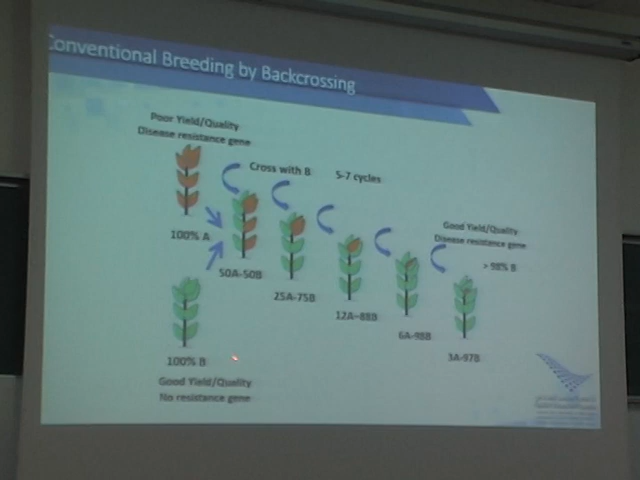 Conventional Breeding by Backcrossing
Poor Yield/Quality
Disease resistance gene
Cross with B
5-7 cycles
100% A
50A-50B
25A-75B
12A-88B
6A-98B
3A-97B
Good Yield/Quality
Disease resistance gene
> 98% B
100% B
Good Yield/Quality
No resistance gene